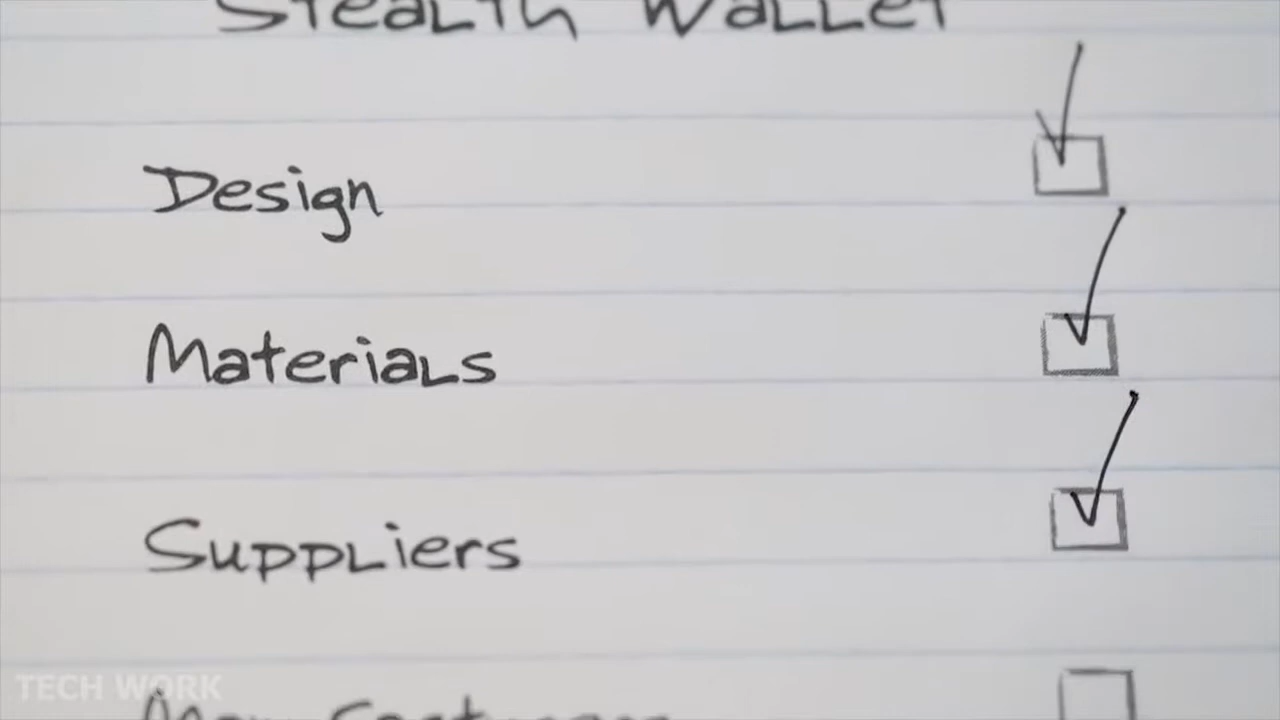 Stealth Wallet
Design
Materials
Suppliers
TECH WORK